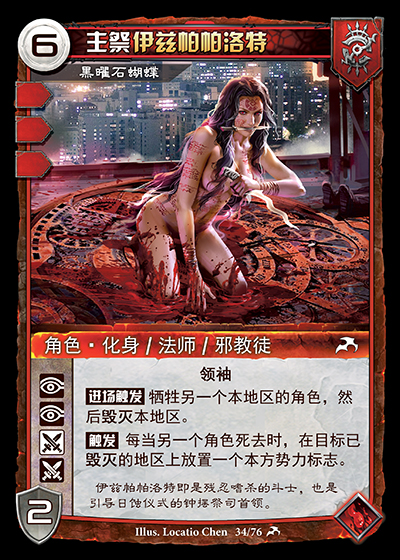 6
主祭伊兹帕帕洛特
黑曜石蝴蝶
角色·化身/法师/邪教徒
领袖
进场触发 牺牲另一个本地区的角色，然
后毁灭本地区。
触发 每当另一个角色死去时，在目标已
毁灭的地区上放置一个本方势力标志。
伊兹帕帕洛特即是残忍嗜杀的斗士，也是
引导日蚀仪式的钟塔祭司首领。
2
Illus. Locatio Chen 34/76